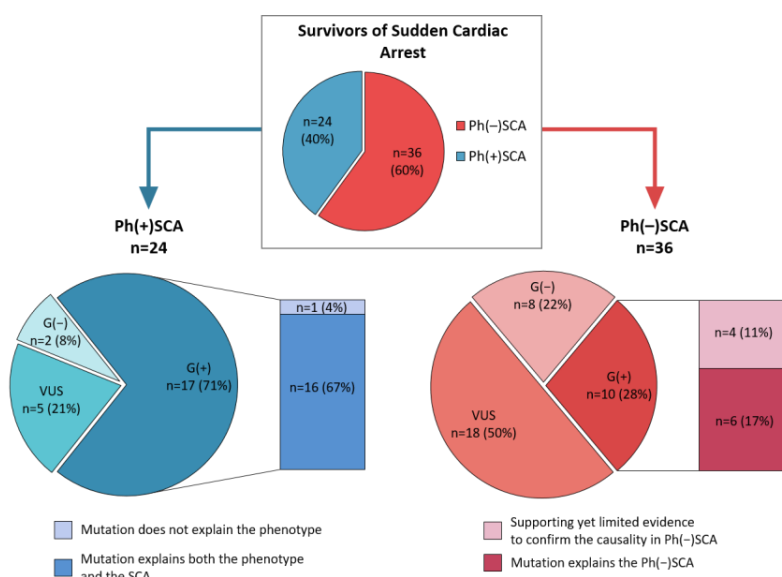 Survivors of Sudden Cardiac
Arrest
n=24
(40%)
n=36
(60%)
Ph(−)SCA
Ph(+)SCA
Ph(+)SCA
n=24
Ph(−)SCA
n=36
G(−)
n=2 (8%)
VUS
n=5 (21%)
G(+)
n=17 (71%)
n=1 (4%)
n=16 (67%)
G(−)
n=8 (22%)
VUS
n=18 (50%)
G(+)
n=10 (28%)
n=4 (11%)
n=6 (17%)
Mutation does not explain the phenotype
Mutation explains both the phenotype
and the SCA
Supporting yet limited evidence
to confirm the causality in Ph(−)SCA
Mutation explains the Ph(−)SCA